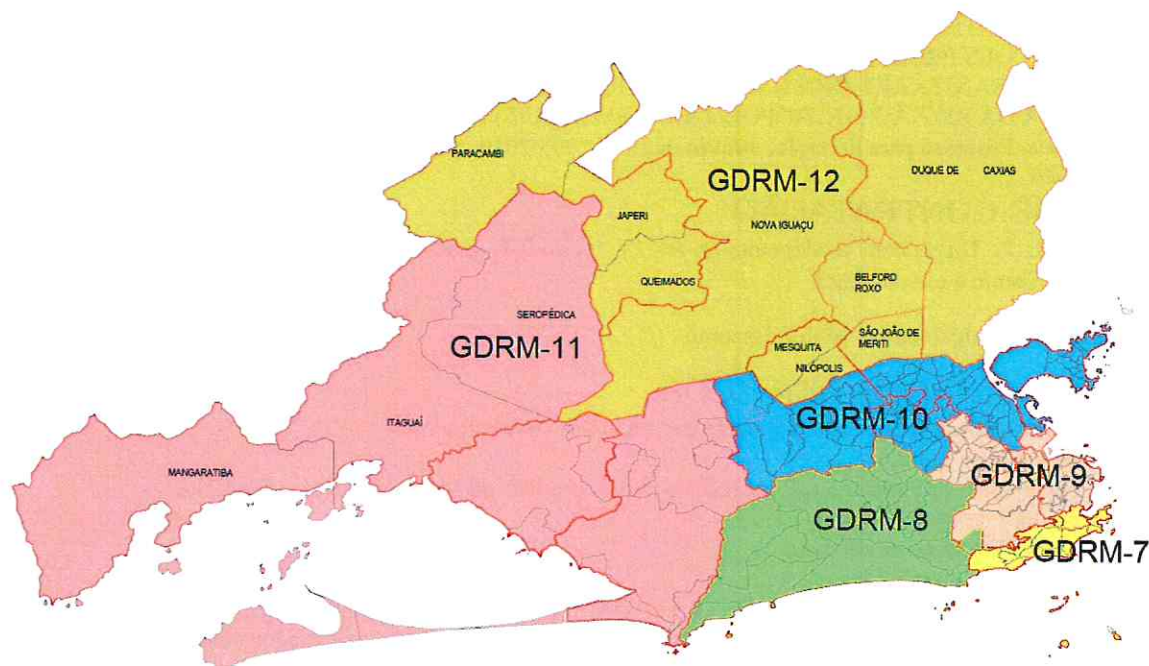 PARACAMBI
GDRM-12
DUQUE DE CAXIAS
JAPERI
NOVA IGUAÇU
QUEIMADOS
BELFORD
ROXO
SEROPÉDICA
SÃO JOÃO DE
MERITI
MESQUITA
GDRM-11
NILÓPOLIS
GDRM-10
ITAGUAÍ
MANGARATIBA
GDRM-9
GDRM-8
GDRM-7